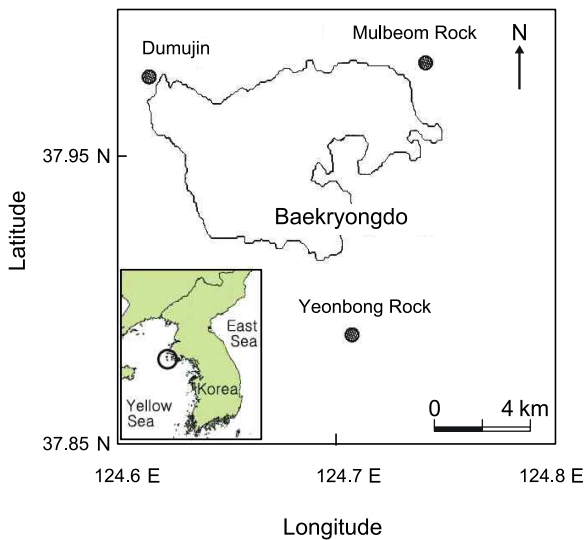 Dumujin
Mulbeom Rock
N
37.95 N
Latitude
Baekryongdo
Yeonbong Rock
East
Sea
Korea
Yellow
Sea
0 4 km
37.85 N
124.6 E 124.7 E 124.8 E
Longitude